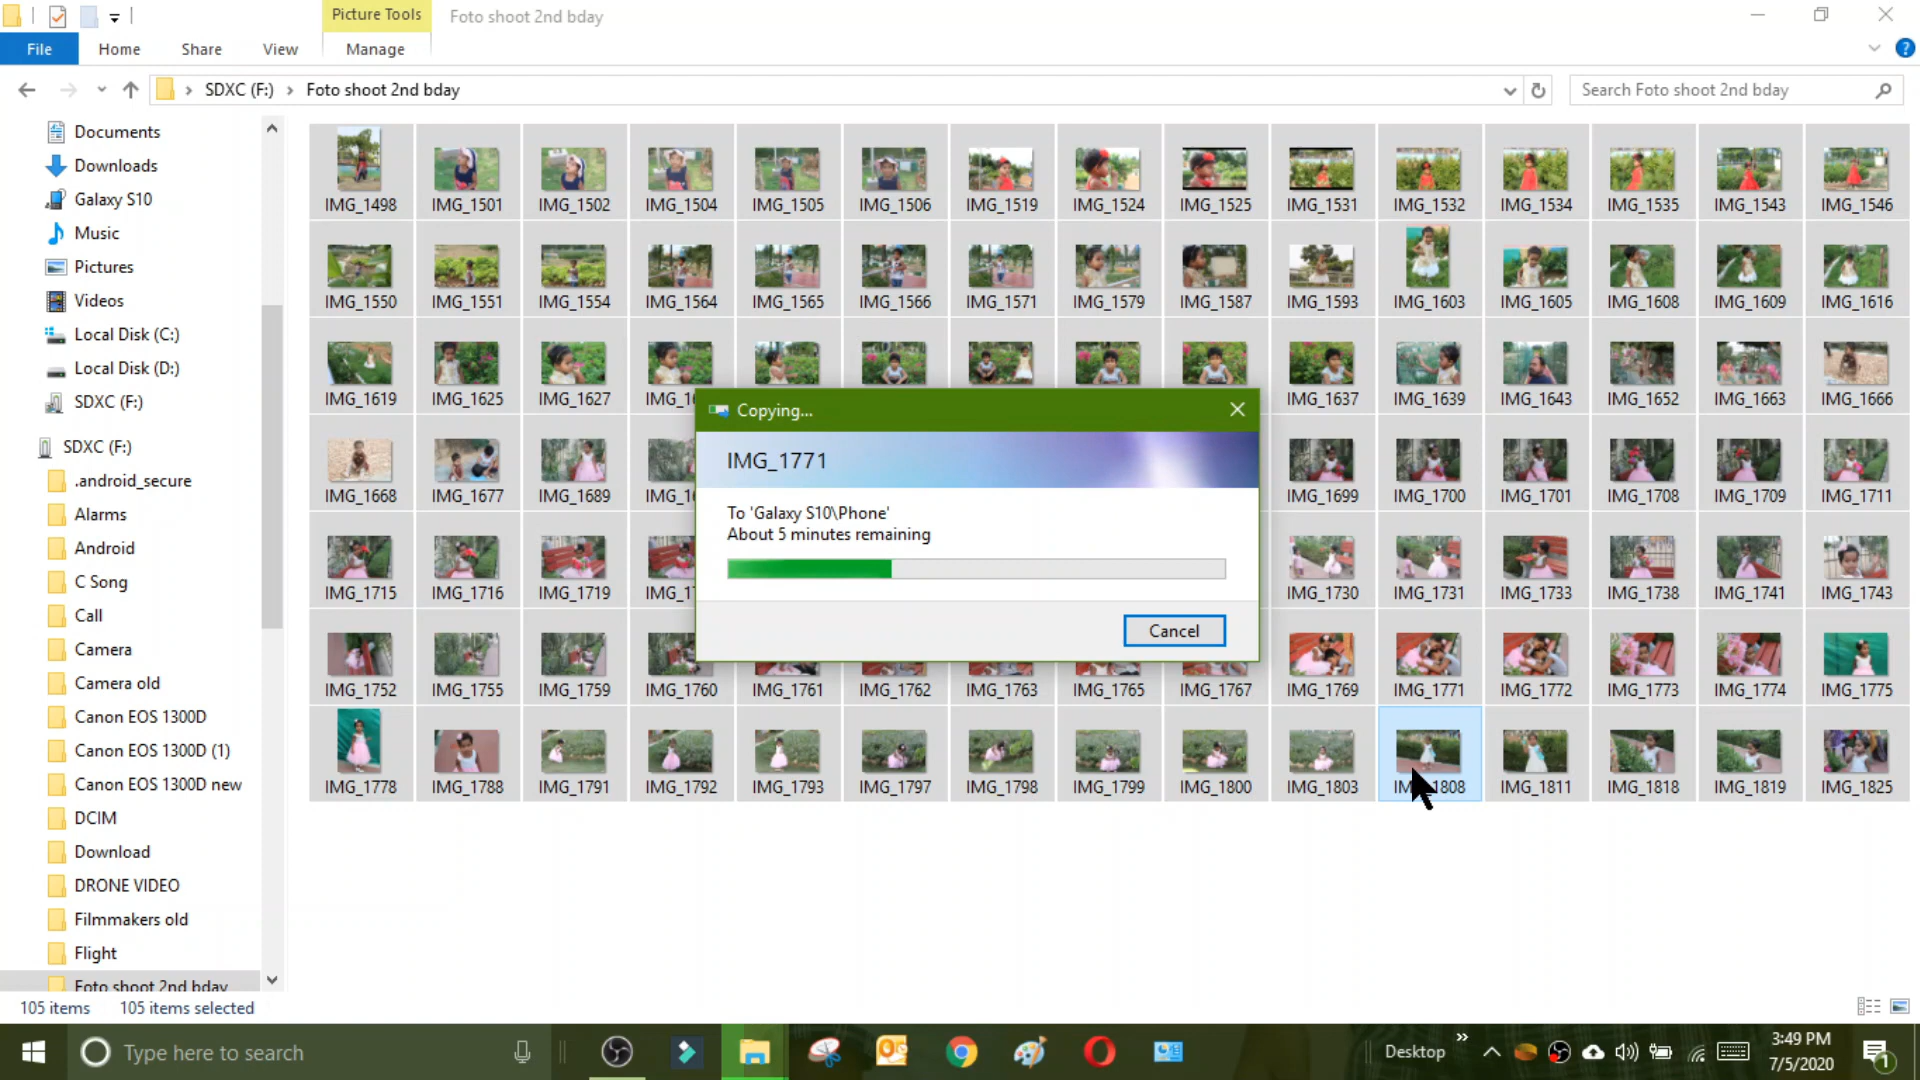 Picture Tools
Foto shoot 2nd bday
File
Home
Share
View
Manage
SDXC (F:)
Foto shoot 2nd bday
Search Foto shoot 2nd bday
Documents
Downloads
Galaxy S10
Music
Pictures
Videos
Local Disk (C:)
Local Disk (D:)
SDXC (F:)
SDXC (F:)
.android_secure
Alarms
Android
C Song
Call
Camera
Camera old
Canon EOS 1300D
Canon EOS 1300D (1)
Canon EOS 1300D new
DCIM
Download
DRONE VIDEO
Filmmakers old
Flight
Foto shoot 2nd bday
IMG_1498 IMG_1501 IMG_1502 IMG_1504 IMG_1505 IMG_1506 IMG_1519 IMG_1524 IMG_1525 IMG_1531 IMG_1532 IMG_1534 IMG_1535 IMG_1543 IMG_1546
IMG_1550 IMG_1551 IMG_1554 IMG_1564 IMG_1565 IMG_1566 IMG_1571 IMG_1579 IMG_1587 IMG_1593 IMG_1603 IMG_1605 IMG_1608 IMG_1609 IMG_1616
IMG_1619 IMG_1625 IMG_1627 IMG_1637 IMG_1639 IMG_1643 IMG_1652 IMG_1663 IMG_1666
IMG_1668 IMG_1677 IMG_1689 IMG_1699 IMG_1700 IMG_1701 IMG_1708 IMG_1709 IMG_1711
IMG_1715 IMG_1716 IMG_1719 IMG_1730 IMG_1731 IMG_1733 IMG_1738 IMG_1741 IMG_1743
IMG_1752 IMG_1755 IMG_1759 IMG_1760 IMG_1761 IMG_1762 IMG_1763 IMG_1765 IMG_1767 IMG_1769 IMG_1771 IMG_1772 IMG_1773 IMG_1774 IMG_1775
IMG_1778 IMG_1788 IMG_1791 IMG_1792 IMG_1793 IMG_1797 IMG_1798 IMG_1799 IMG_1800 IMG_1803 IMG_1808 IMG_1811 IMG_1818 IMG_1819 IMG_1825
Copying...
IMG_1771
To 'Galaxy S10\Phone'
About 5 minutes remaining
Cancel
105 items
105 items selected
Type here to search
Desktop
3:49 PM
7/5/2020
1